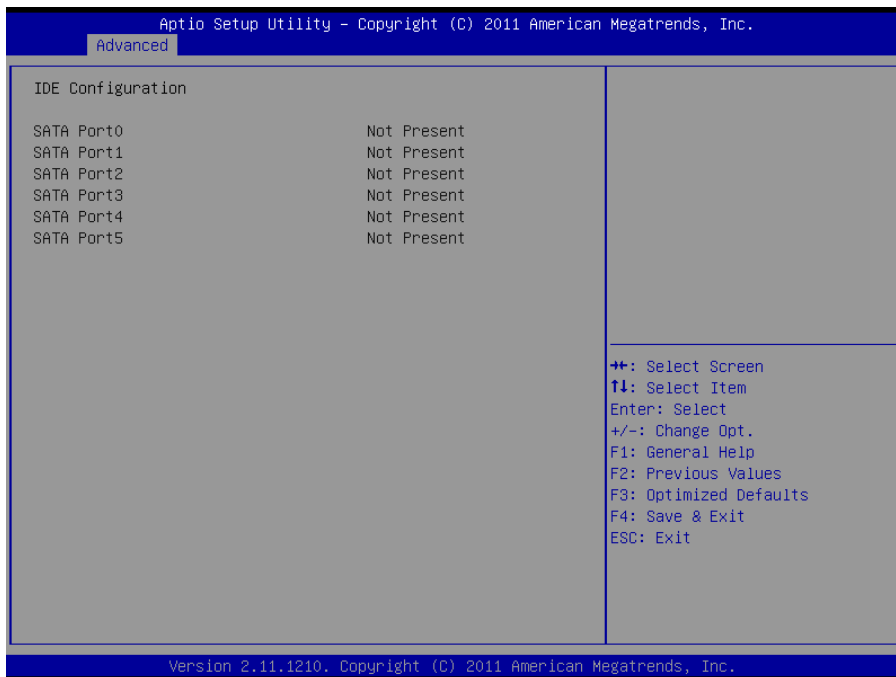 Aptio Setup Utility – Copyright (C) 2011 American Megatrends, Inc.
Advanced
IDE Configuration
SATA Port0 Not Present
SATA Port1 Not Present
SATA Port2 Not Present
SATA Port3 Not Present
SATA Port4 Not Present
SATA Port5 Not Present
→←: Select Screen
↑↓: Select Item
Enter: Select
+/-: Change Opt.
F1: General Help
F2: Previous Values
F3: Optimized Defaults
F4: Save & Exit
ESC: Exit
Version 2.11.1210. Copyright (C) 2011 American Megatrends, Inc.